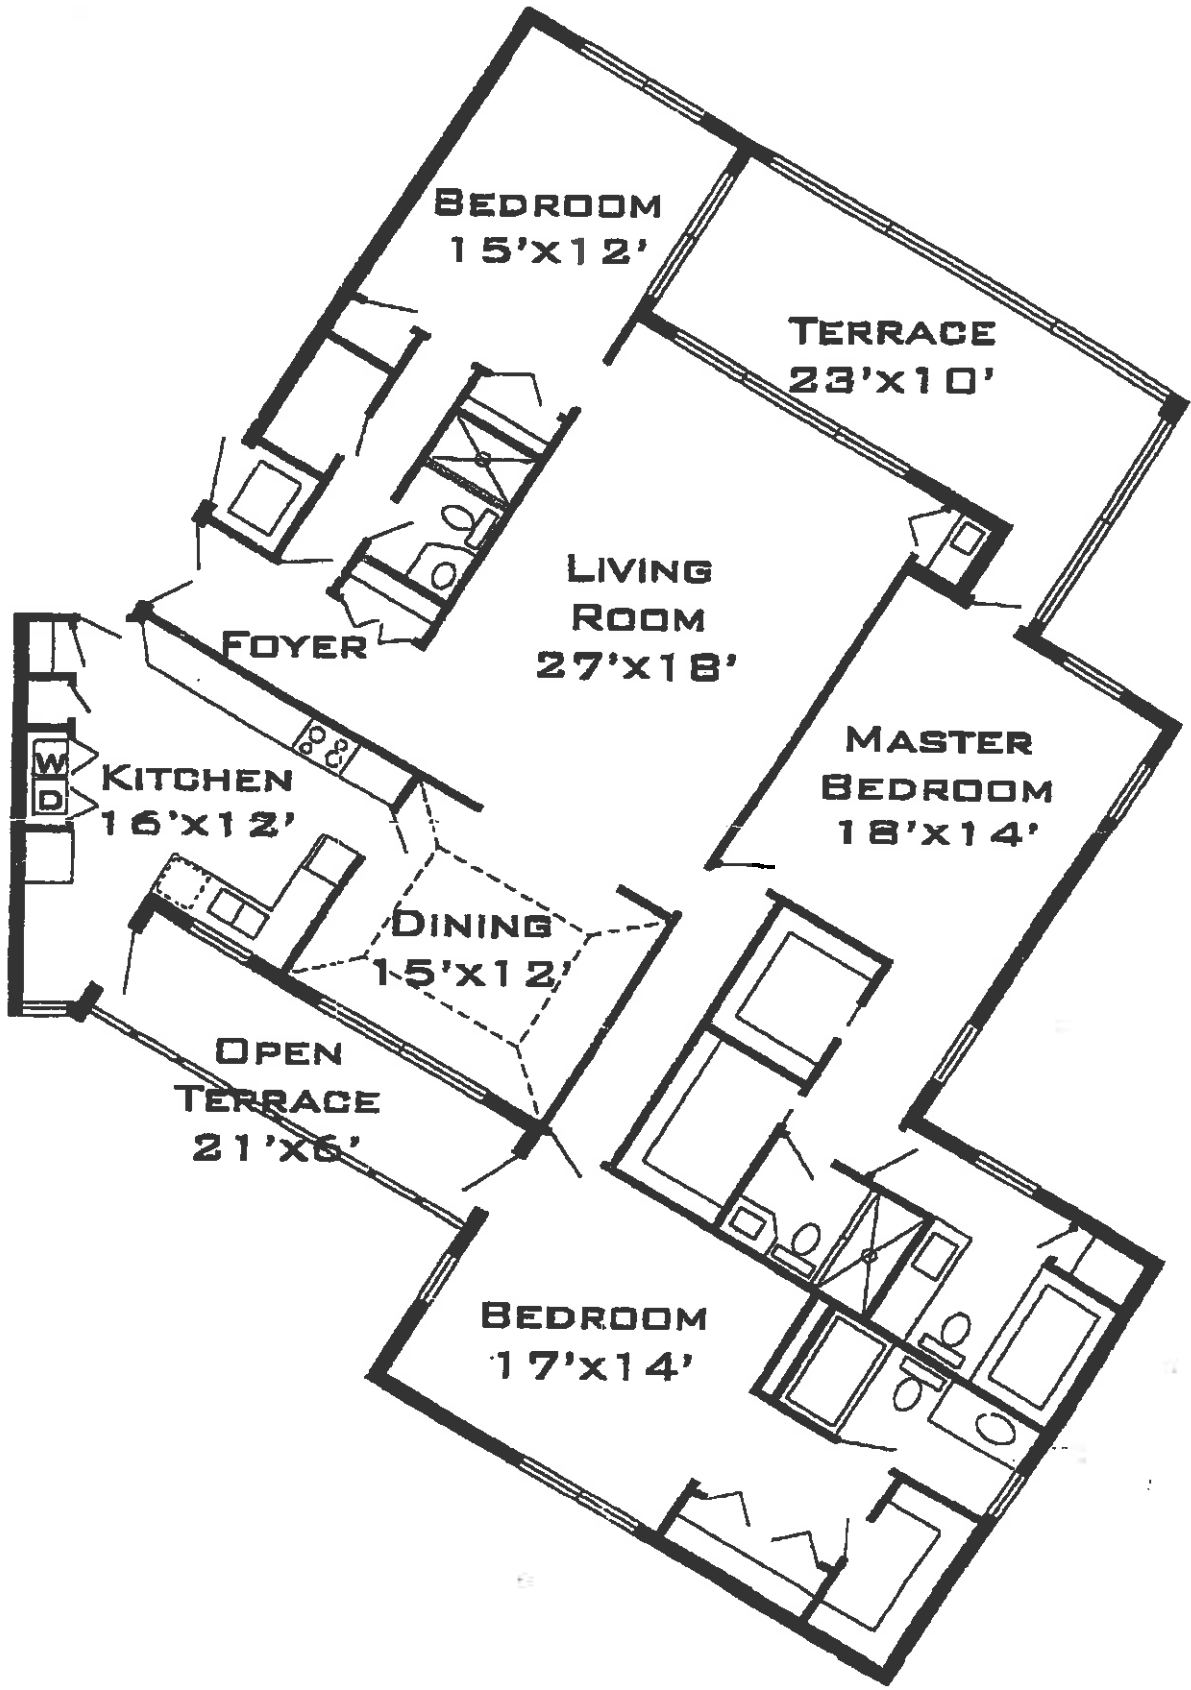 BEDROOM
15'X12'
TERRACE
23'X10'
LIVING
ROOM
27'X18'
FOYER
MASTER
BEDROOM
18'X14'
W
D
KITCHEN
16'X12'
DINING
15'X12'
OPEN
TERRACE
21'X6'
BEDROOM
17'X14'